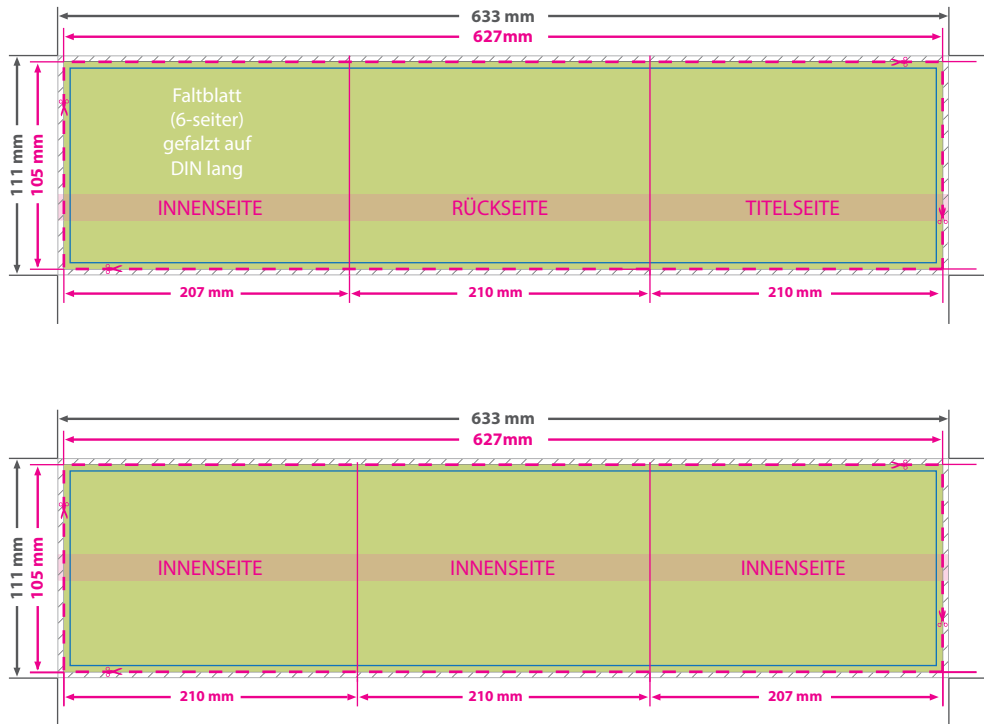 633 mm
627mm
111 mm
105 mm
Faltblatt
(6-seiter)
gefalzt auf
DIN lang
INNENSEITE RÜCKSEITE TITELSEITE
207 mm 210 mm 210 mm
633 mm
627mm
111 mm
105 mm
INNENSEITE INNENSEITE INNENSEITE
210 mm 210 mm 207 mm